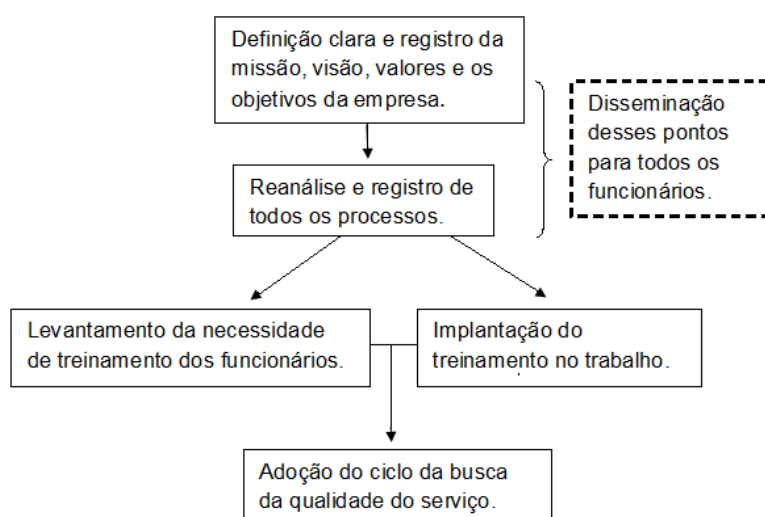 Definição clara e registro da
missão, visão, valores e os
objetivos da empresa.
Disseminação
desses pontos
para todos os
funcionários.
Reanálise e registro de
todos os processos.
Levantamento da necessidade
de treinamento dos funcionários.
Implantação do
treinamento no trabalho.
Adoção do ciclo da busca
da qualidade do serviço.